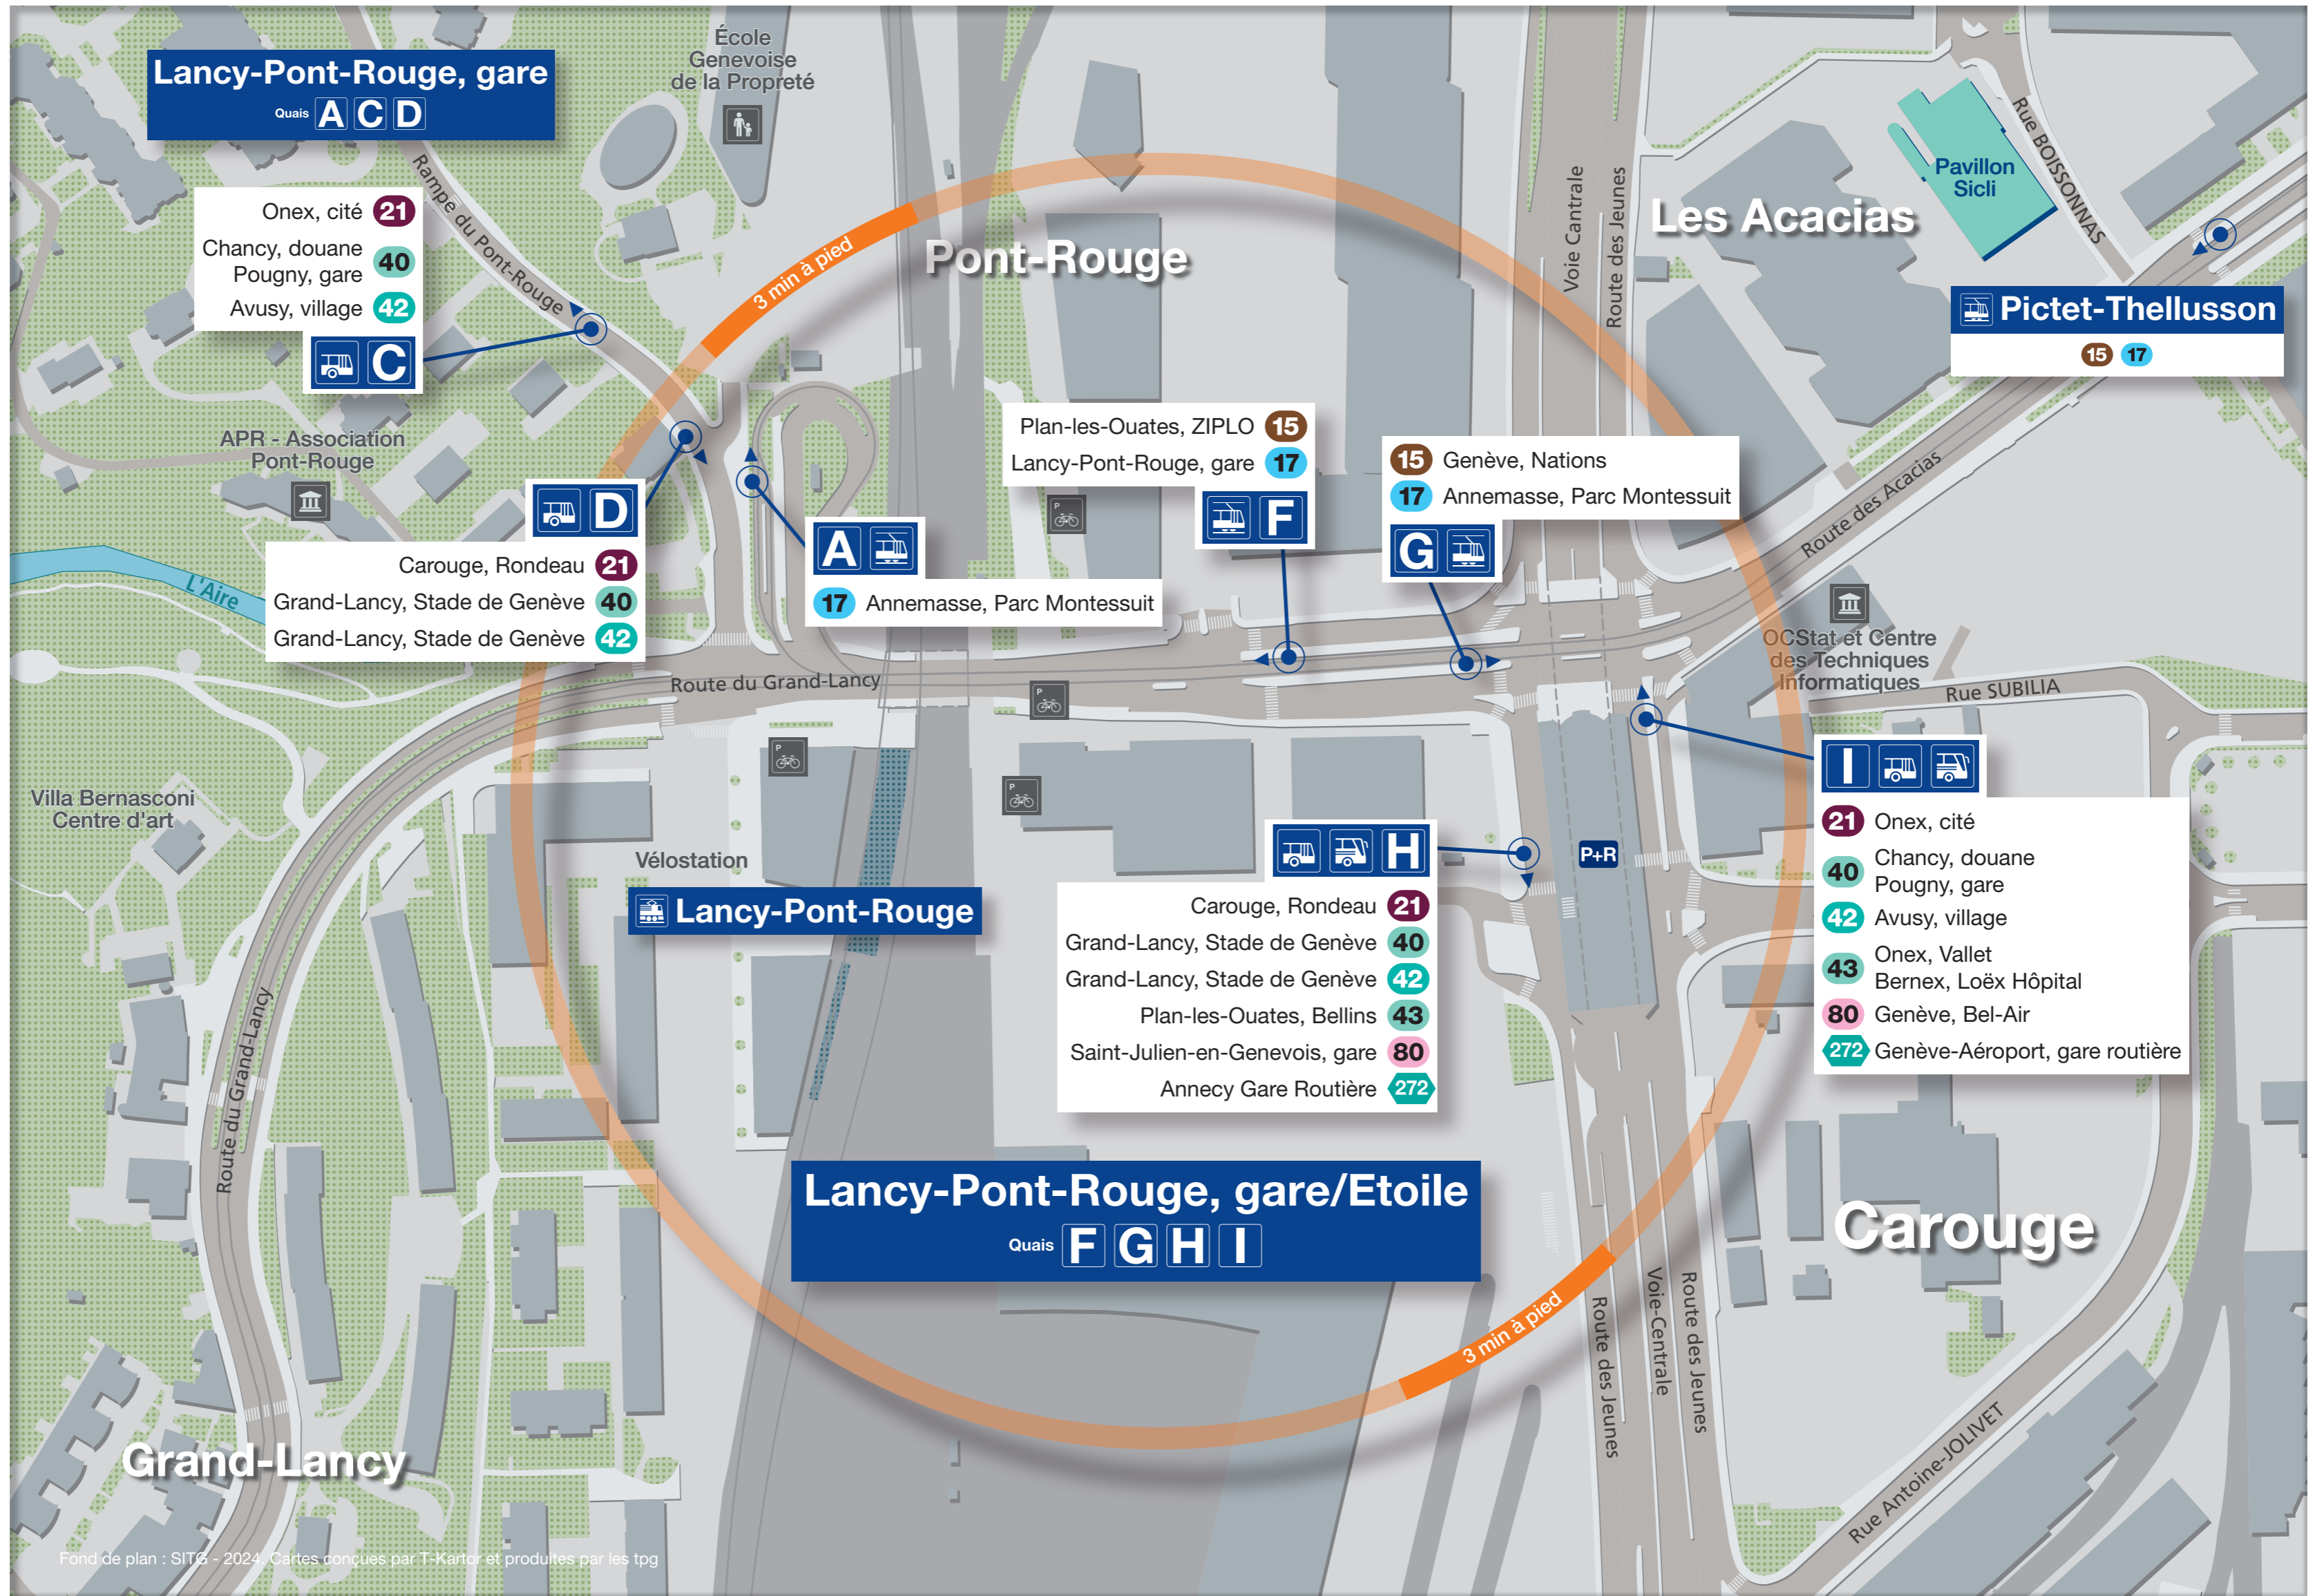 Lancy-Pont-Rouge, gare
Quais A C D
École
Genevoise
de la Propreté
Onex, cité 21
Chancy, douane
Pougny, gare
40
Avusy, village 42
C
Rampe du Pont-Rouge
3 min à pied
Pont-Rouge
Voie Cantrale
Route des Jeunes
Les Acacias
Pavillon
Sicli
Rue BOISSONNAS
Pictet-Thellusson
15 17
APR - Association
Pont-Rouge
L'Aire
D
Carouge, Rondeau 21
Grand-Lancy, Stade de Genève 40
Grand-Lancy, Stade de Genève 42
A
17 Annemasse, Parc Montessuit
Plan-les-Ouates, ZIPLO 15
Lancy-Pont-Rouge, gare 17
F
P
15 Genève, Nations
17 Annemasse, Parc Montessuit
G
Route des Acacias
OCStat et Centre
des Techniques
Informatiques
Rue SUBILIA
Route du Grand-Lancy
P
P
P
Villa Bernasconi
Centre d'art
Vélostation
Lancy-Pont-Rouge
H
Carouge, Rondeau 21
Grand-Lancy, Stade de Genève 40
Grand-Lancy, Stade de Genève 42
Plan-les-Ouates, Bellins 43
Saint-Julien-en-Genevois, gare 80
Annecy Gare Routière 272
P+R
I
21 Onex, cité
40
Chancy, douane
Pougny, gare
42 Avusy, village
43
Onex, Vallet
Bernex, Loëx Hôpital
80 Genève, Bel-Air
272 Genève-Aéroport, gare routière
Route du Grand-Lancy
Lancy-Pont-Rouge, gare/Etoile
Quais F G H I
Carouge
3 min à pied
Route des Jeunes
Voie-Centrale
Route des Jeunes
Rue Antoine-JOLIVET
Grand-Lancy
Fond de plan : SITG - 2024. Cartes conçues par T-Kartor et produites par les tpg